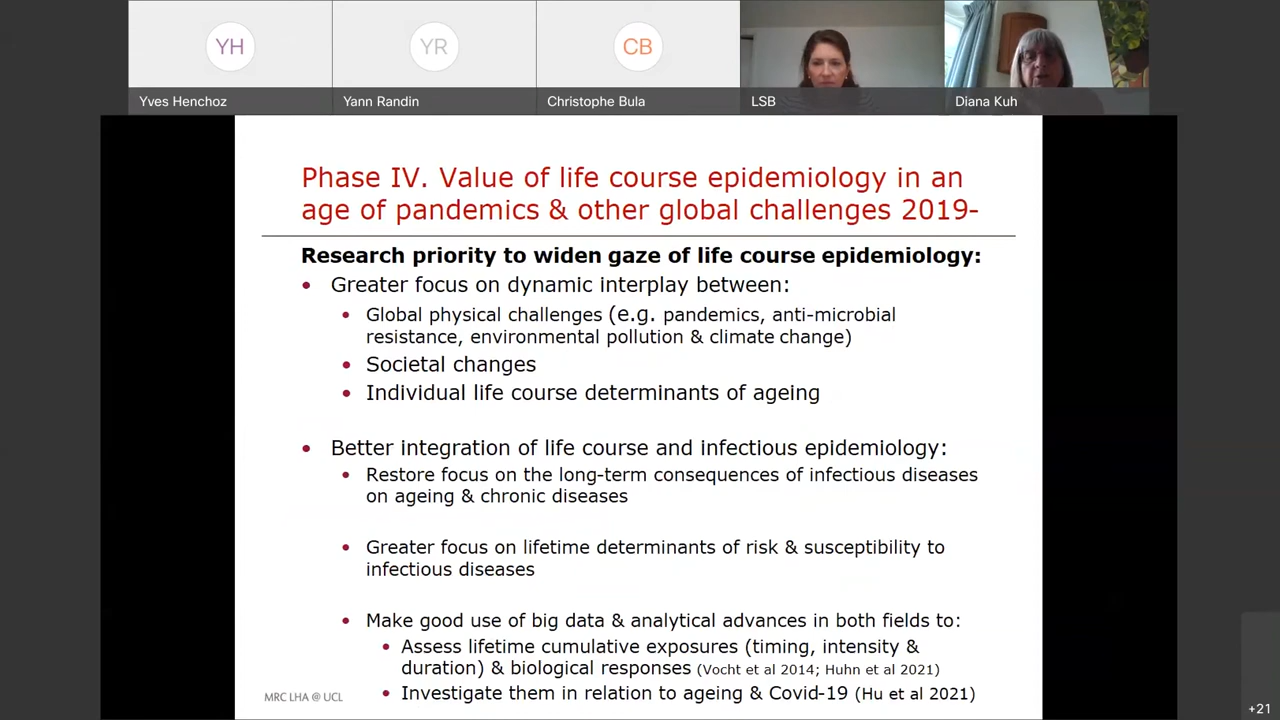 YH
YR
CB
Yves Henchoz
Yann Randin
Christophe Bula
LSB
Diana Kuh
Phase IV. Value of life course epidemiology in an
age of pandemics & other global challenges 2019-
Research priority to widen gaze of life course epidemiology:
• Greater focus on dynamic interplay between:
• Global physical challenges (e.g. pandemics, anti-microbial
resistance, environmental pollution & climate change)
• Societal changes
• Individual life course determinants of ageing
• Better integration of life course and infectious epidemiology:
• Restore focus on the long-term consequences of infectious diseases
on ageing & chronic diseases
• Greater focus on lifetime determinants of risk & susceptibility to
infectious diseases
• Make good use of big data & analytical advances in both fields to:
• Assess lifetime cumulative exposures (timing, intensity &
duration) & biological responses (Vocht et al 2014; Huhn et al 2021)
• Investigate them in relation to ageing & Covid-19 (Hu et al 2021)
MRC LHA @ UCL
+21